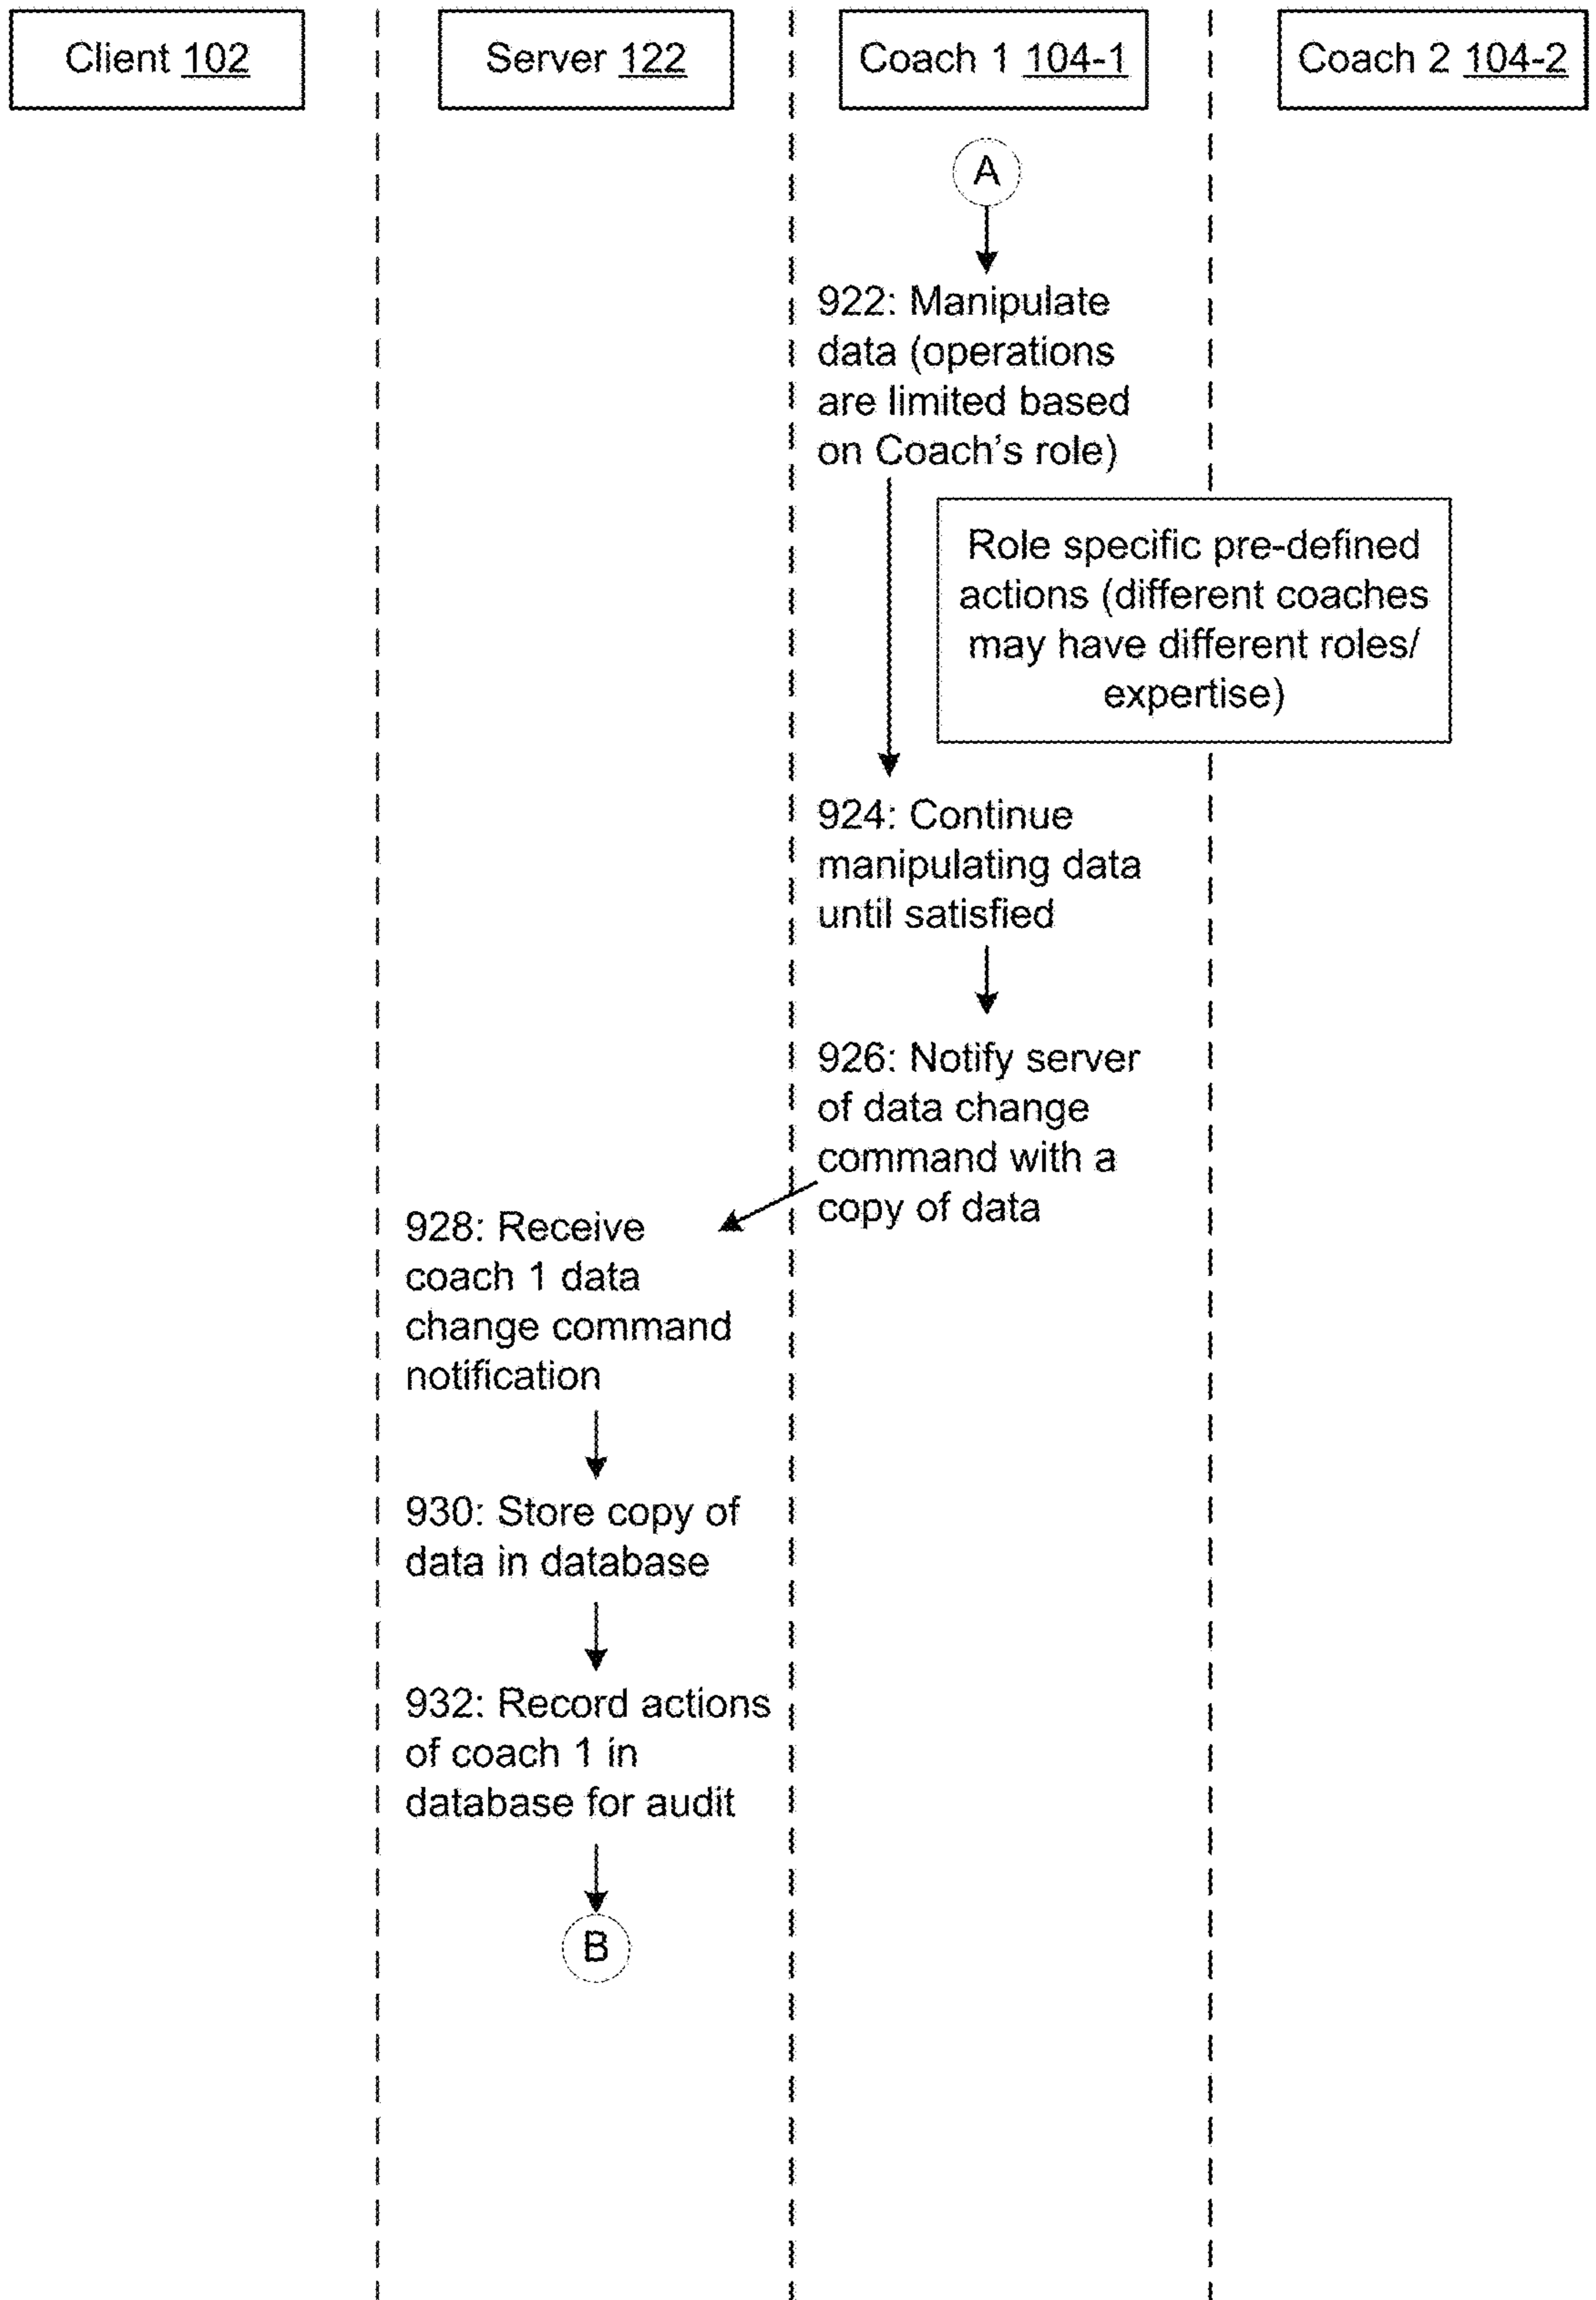 Client 102
Server 122
Coach 1 104-1
Coach 2 104-2
A
922: Manipulate
data (operations
are limited based
on Coach's role)
Role specific pre-defined
actions (different coaches
may have different roles/
expertise)
924: Continue
manipulating data
until satisfied
926: Notify server
of data change
command with a
copy of data
928: Receive
coach 1 data
change command
notification
930: Store copy of
data in database
932: Record actions
of coach 1 in
database for audit
B